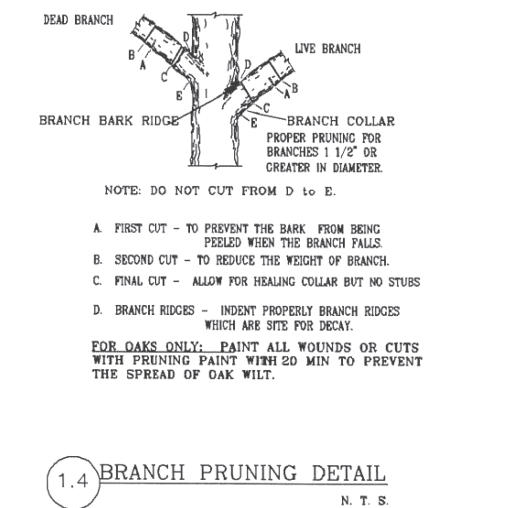 DEAD BRANCH
LIVE BRANCH
D
B
A
C
E
D
B
A
C
E
BRANCH BARK RIDGE
BRANCH COLLAR
PROPER PRUNING FOR
BRANCHES 1 1/2" OR
GREATER IN DIAMETER.
NOTE: DO NOT CUT FROM D to E.
A. FIRST CUT - TO PREVENT THE BARK FROM BEING
PEELED WHEN THE BRANCH FALLS.
B. SECOND CUT - TO REDUCE THE WEIGHT OF BRANCH.
C. FINAL CUT - ALLOW FOR HEALING COLLAR BUT NO STUBS
D. BRANCH RIDGES - INDENT PROPERLY BRANCH RIDGES
WHICH ARE SITE FOR DECAY.
FOR OAKS ONLY: PAINT ALL WOUNDS OR CUTS
WITH PRUNING PAINT WITH 20 MIN TO PREVENT
THE SPREAD OF OAK WILT.
1.4 BRANCH PRUNING DETAIL
N. T. S.